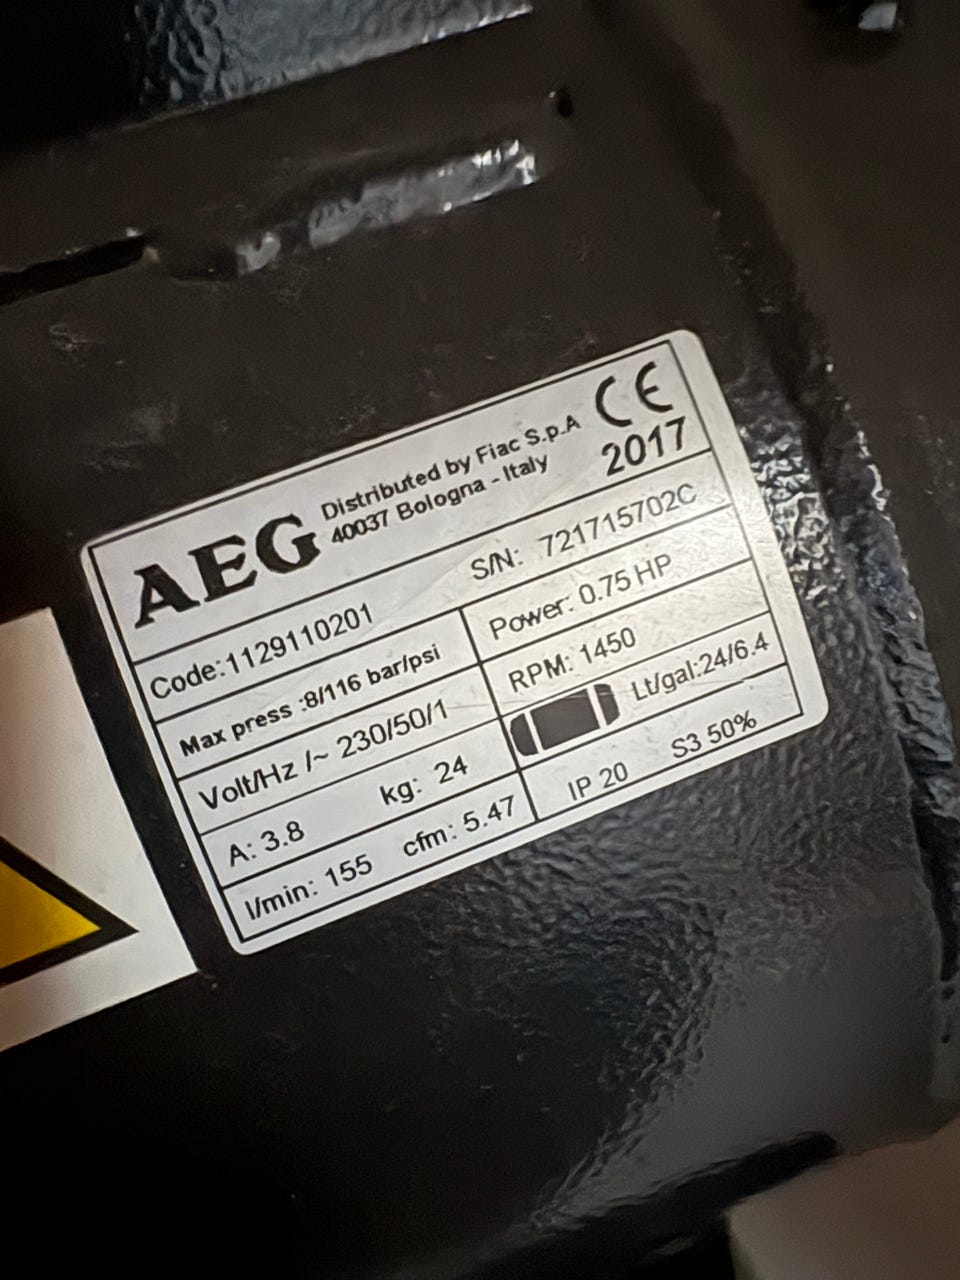 AEG
Distributed by Fiac S.p.A
40037 Bologna - Italy
CE
2017
Code:1129110201 S/N: 721715702C
Max press :8/116 bar/psi Power: 0.75 HP
Volt/Hz /~ 230/50/1 RPM: 1450
A: 3.8 kg: 24 Lt/gal:24/6.4
l/min: 155 cfm: 5.47 IP 20 S3 50%